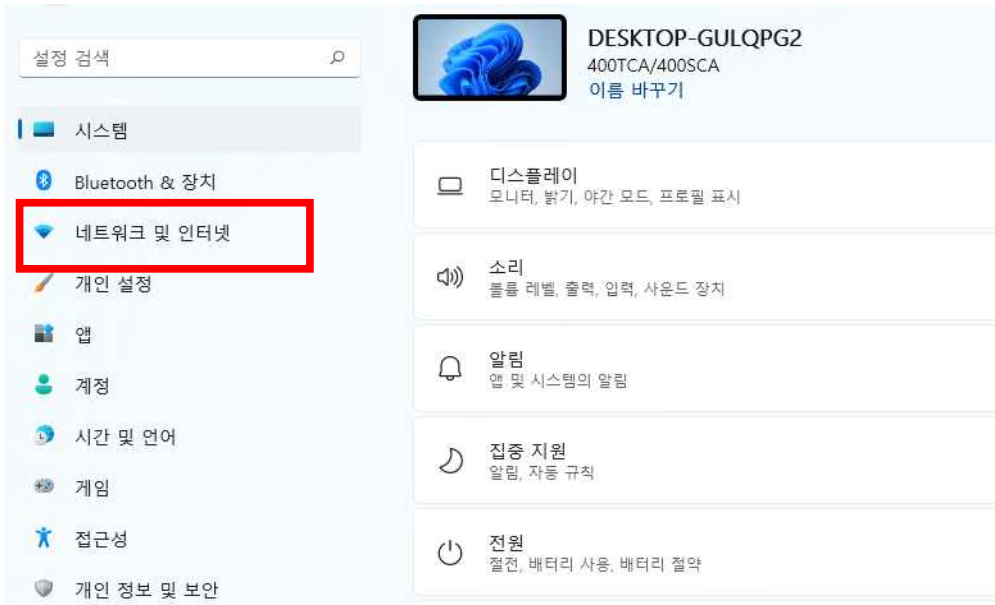 설정 검색
시스템
Bluetooth & 장치
네트워크 및 인터넷
개인 설정
앱
계정
시간 및 언어
게임
접근성
개인 정보 및 보안
DESKTOP-GULQPG2
400TCA/400SCA
이름 바꾸기
디스플레이
모니터, 밝기, 야간 모드, 프로필 표시
소리
볼륨 레벨, 출력, 입력, 사운드 장치
알림
앱 및 시스템의 알림
집중 지원
알림, 자동 규칙
전원
절전, 배터리 사용, 배터리 절약